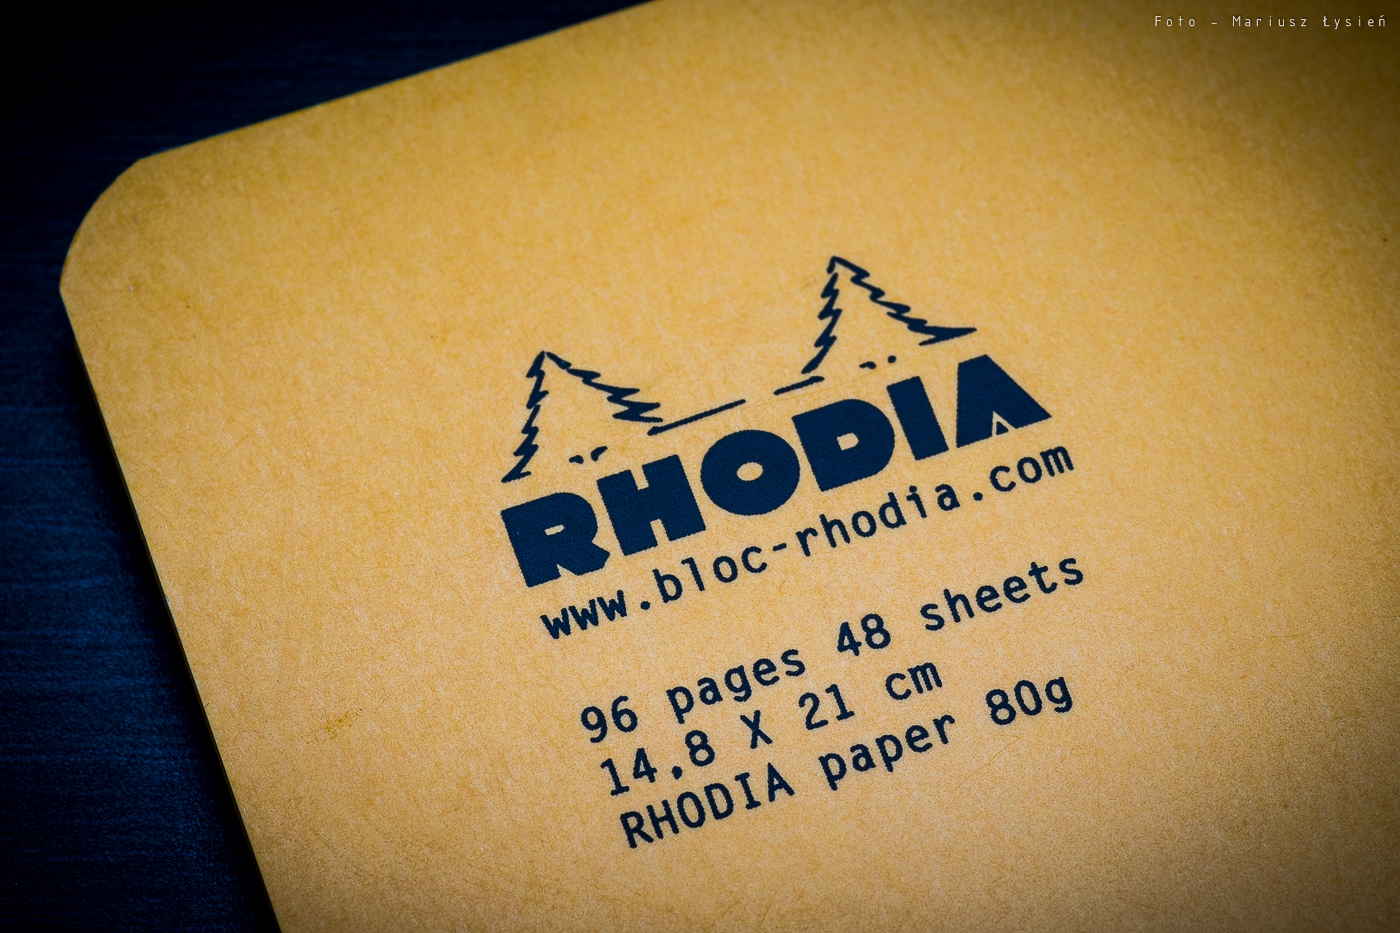 Foto - Mariusz Łysień
RHODIA
www.bloc-rhodia.com
96 pages 48 sheets
14.8 X 21 cm
RHODIA paper 80g